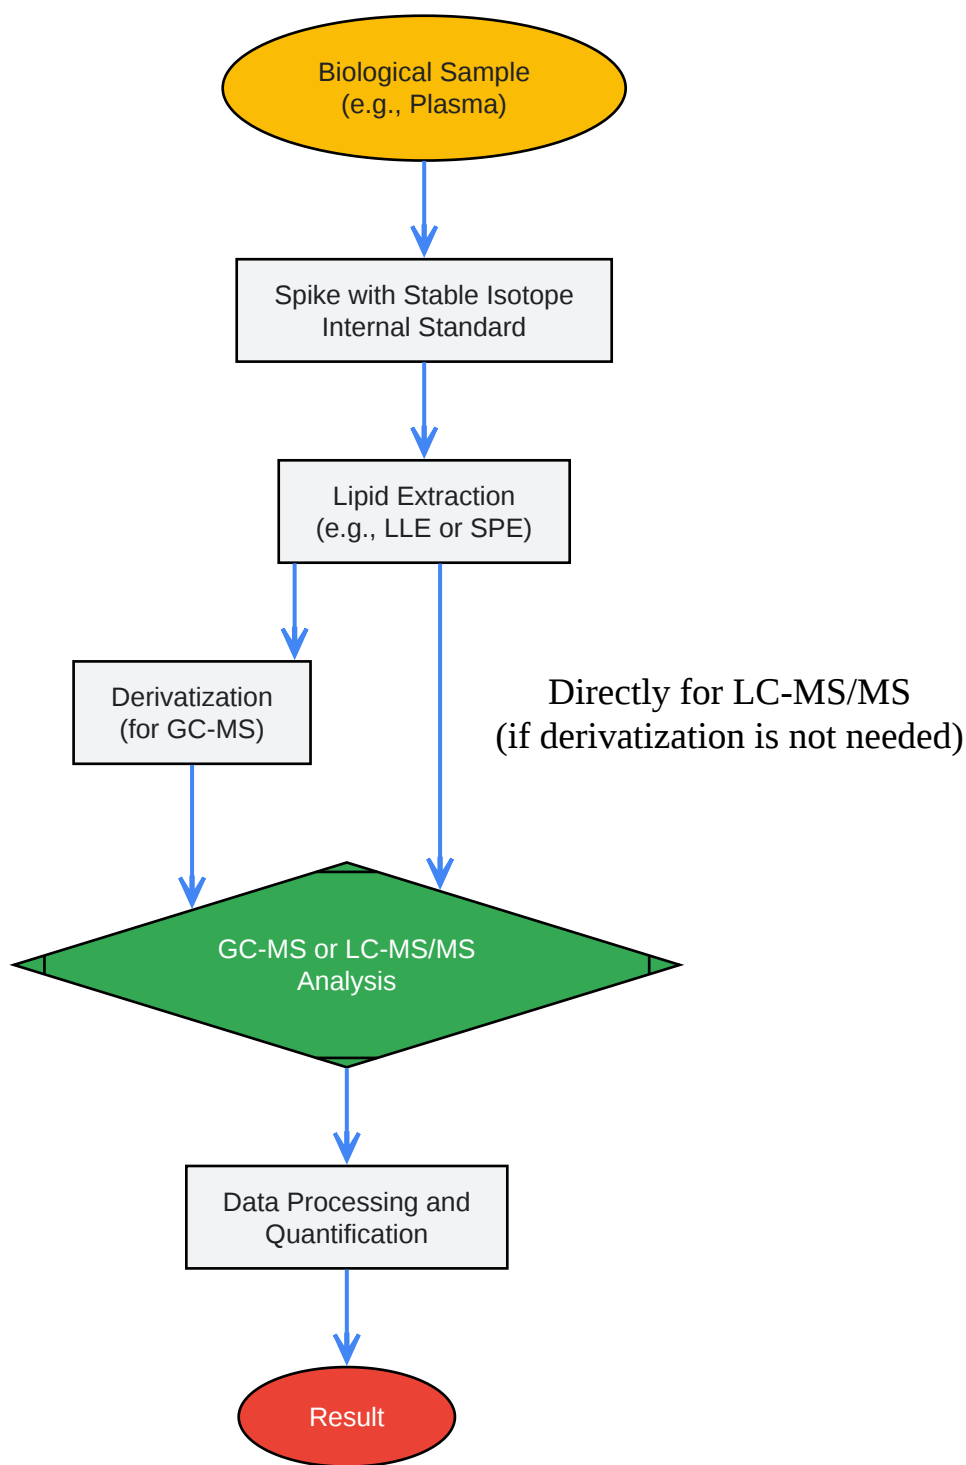 Biological Sample
(e.g., Plasma)
Spike with Stable Isotope
Internal Standard
Lipid Extraction
(e.g., LLE or SPE)
Derivatization
(for GC-MS)
Directly for LC-MS/MS
(if derivatization is not needed)
GC-MS or LC-MS/MS
Analysis
Data Processing and
Quantification
Result